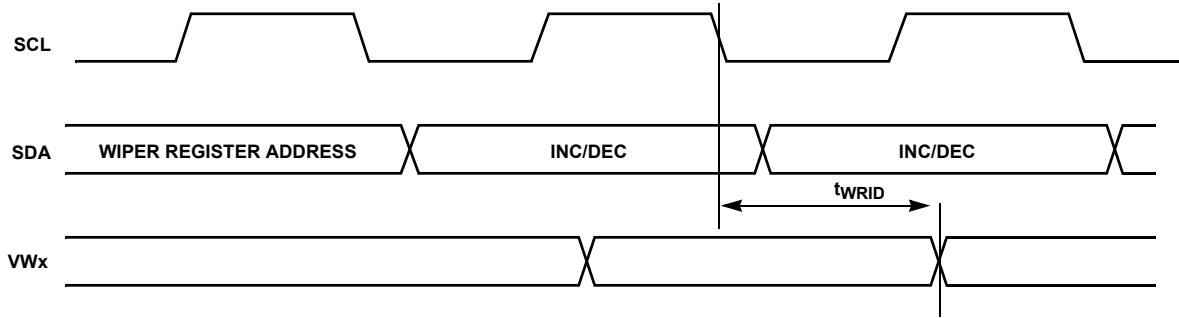 SCL
SDA WIPER REGISTER ADDRESS INC/DEC INC/DEC
tWRID
VWx